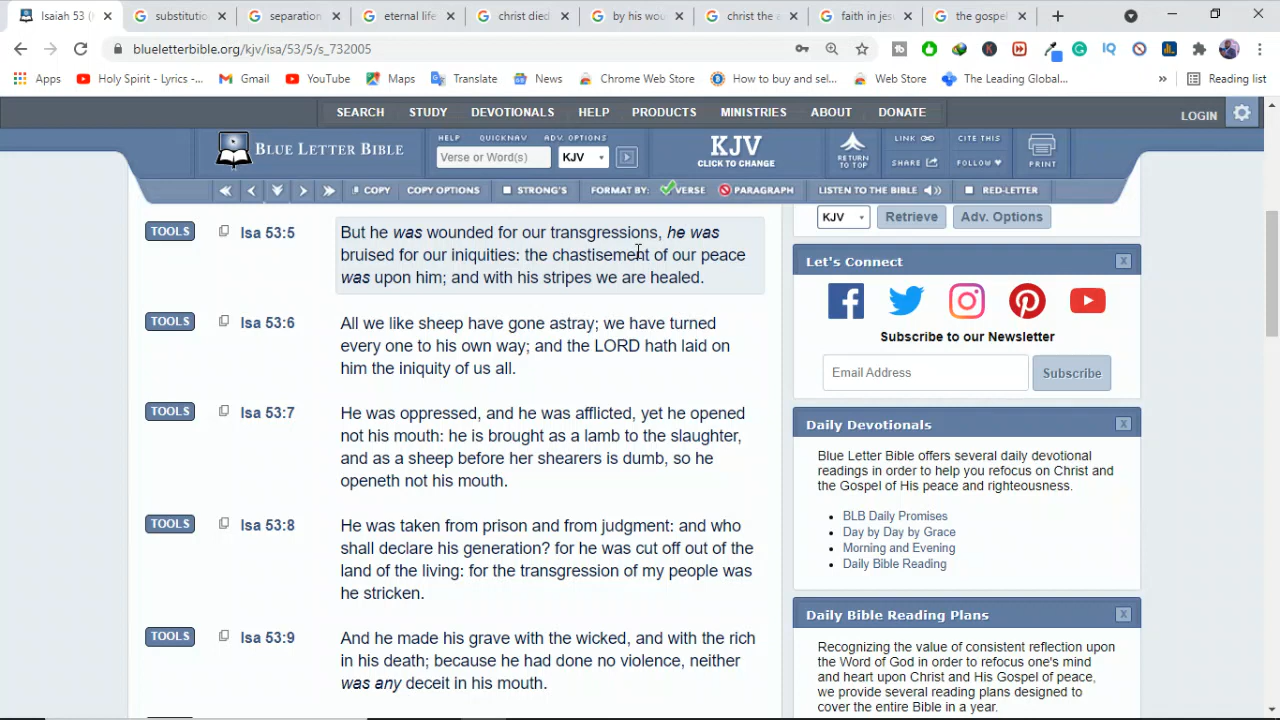 Isaiah 53 (
substitutio
separation
eternal life
christ died
by his wou
christ the a
faith in jes
the gospel
blueletterbible.org/kjv/isa/53/5/s_732005
Apps
Holy Spirit - Lyrics -...
Gmail
YouTube
Maps
Translate
News
Chrome Web Store
How to buy and sel...
Web Store
The Leading Global...
»
Reading list
SEARCH STUDY DEVOTIONALS HELP PRODUCTS MINISTRIES ABOUT DONATE
LOGIN
BLUE LETTER BIBLE
HELP QUICKNAV ADV. OPTIONS
Verse or Word(s) KJV
KJV
CLICK TO CHANGE
RETURN
TO TOP
LINK
SHARE
CITE THIS
FOLLOW
PRINT
COPY COPY OPTIONS STRONG'S FORMAT BY: VERSE PARAGRAPH LISTEN TO THE BIBLE RED-LETTER
TOOLS Isa 53:5 But he was wounded for our transgressions, he was
bruised for our iniquities: the chastisement of our peace
was upon him; and with his stripes we are healed.
TOOLS Isa 53:6 All we like sheep have gone astray; we have turned
every one to his own way; and the LORD hath laid on
him the iniquity of us all.
TOOLS Isa 53:7 He was oppressed, and he was afflicted, yet he opened
not his mouth: he is brought as a lamb to the slaughter,
and as a sheep before her shearers is dumb, so he
openeth not his mouth.
TOOLS Isa 53:8 He was taken from prison and from judgment: and who
shall declare his generation? for he was cut off out of the
land of the living: for the transgression of my people was
he stricken.
TOOLS Isa 53:9 And he made his grave with the wicked, and with the rich
in his death; because he had done no violence, neither
was any deceit in his mouth.
KJV Retrieve Adv. Options
Let's Connect X
Subscribe to our Newsletter
Email Address Subscribe
Daily Devotionals X
Blue Letter Bible offers several daily devotional
readings in order to help you refocus on Christ and
the Gospel of His peace and righteousness.
BLB Daily Promises
Day by Day by Grace
Morning and Evening
Daily Bible Reading
Daily Bible Reading Plans X
Recognizing the value of consistent reflection upon
the Word of God in order to refocus one's mind
and heart upon Christ and His Gospel of peace,
we provide several reading plans designed to
cover the entire Bible in a year.